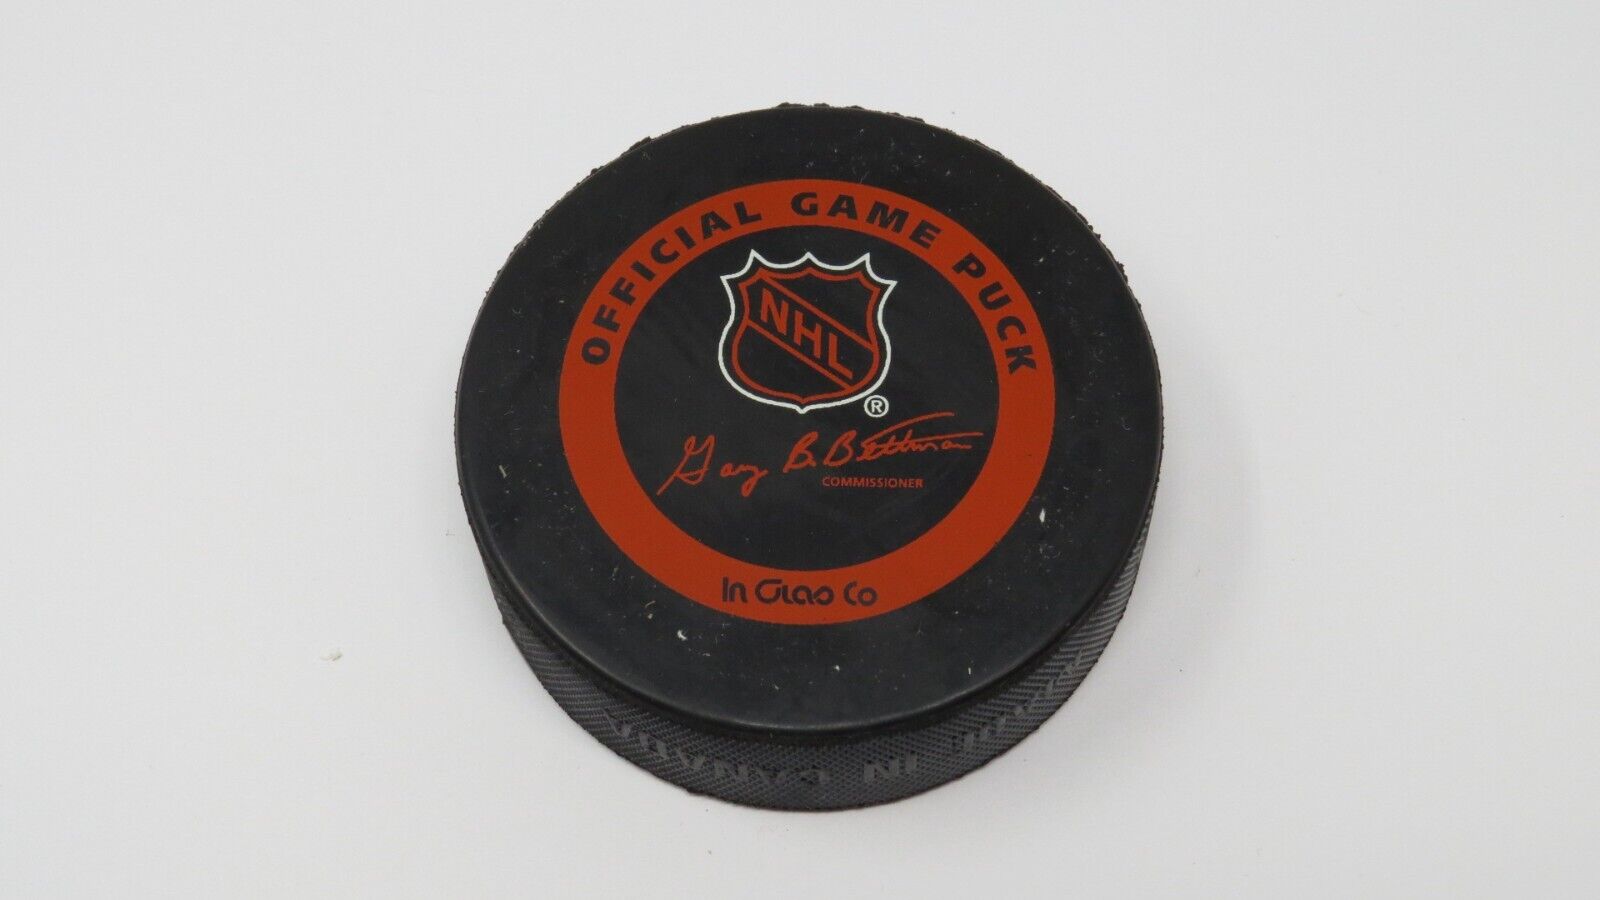 OFFICIAL GAME PUCK
NHL
®
Gary B. Bettman
COMMISSIONER
In Glas Co
MADE IN CANADA